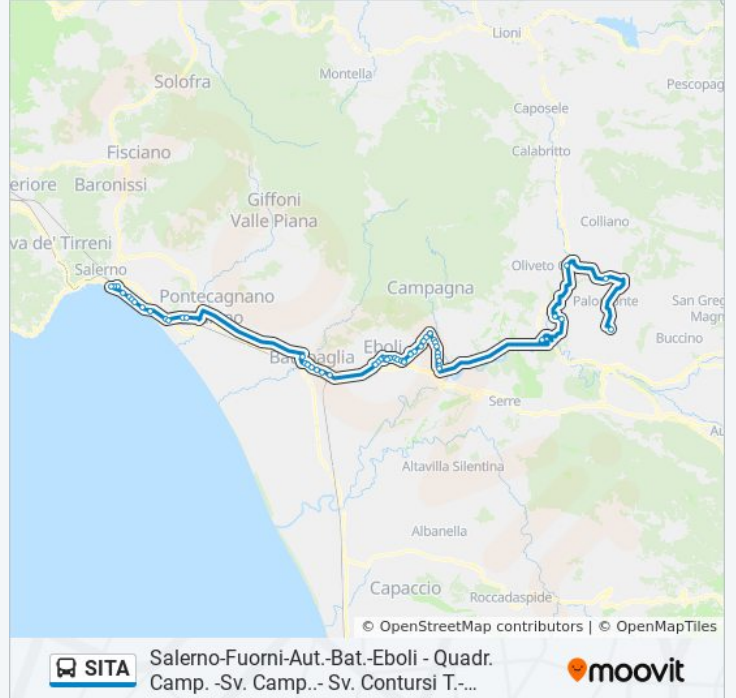 Lioni
Montella
Pescopag
Solofra
Caposele
Fisciano
Calabritto
eriore
Baronissi
Giffoni
Valle Piana
Colliano
va de' Tirreni
Salerno
Oliveto
Campagna
Pontecagnano
San Greg
Magn
Buccino
Eboli
Serre
Au
Altavilla Silentina
Albanella
Capaccio
Roccadaspide
© OpenStreetMap contributors | © OpenMapTiles
SITA
Salerno-Fuorni-Aut.-Bat.-Eboli - Quadr.
Camp. -Sv. Camp..- Sv. Contursi T.-...
moovit